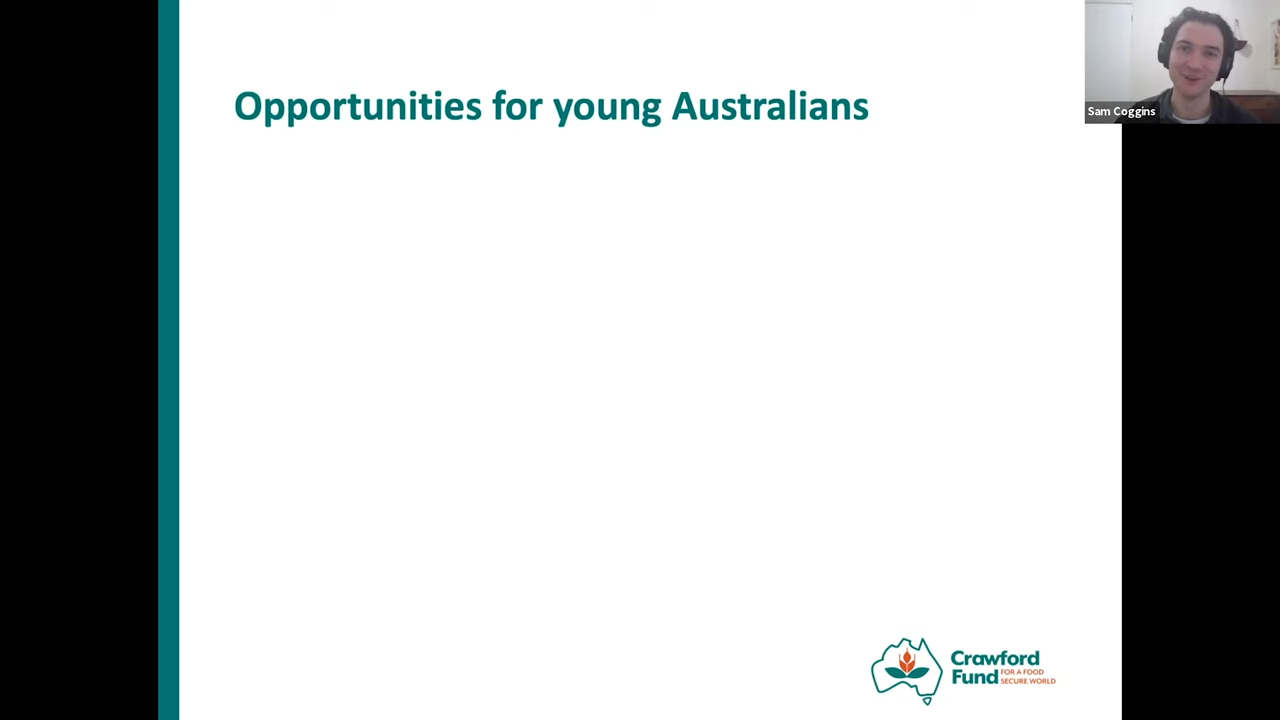 Opportunities for young Australians
Sam Coggins
Crawford
Fund FOR A FOOD
SECURE WORLD